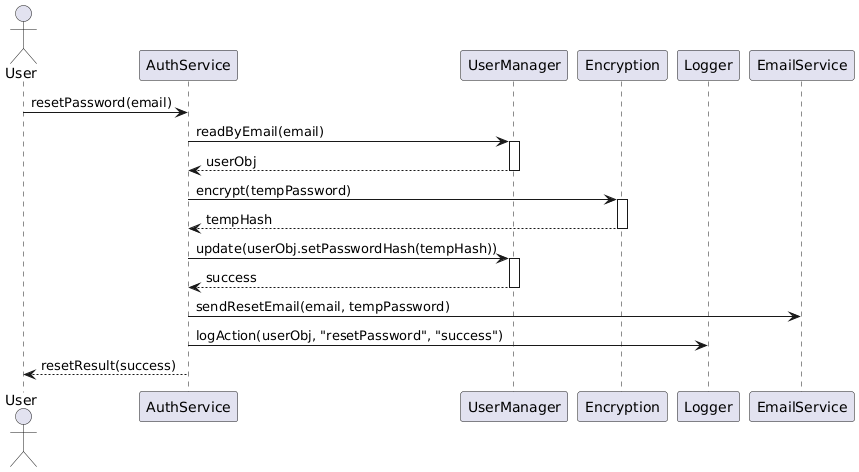 User
AuthService
UserManager
Encryption
Logger
EmailService
resetPassword(email)
readByEmail(email)
userObj
encrypt(tempPassword)
tempHash
update(userObj.setPasswordHash(tempHash))
success
sendResetEmail(email, tempPassword)
logAction(userObj, "resetPassword", "success")
resetResult(success)
User
AuthService
UserManager
Encryption
Logger
EmailService